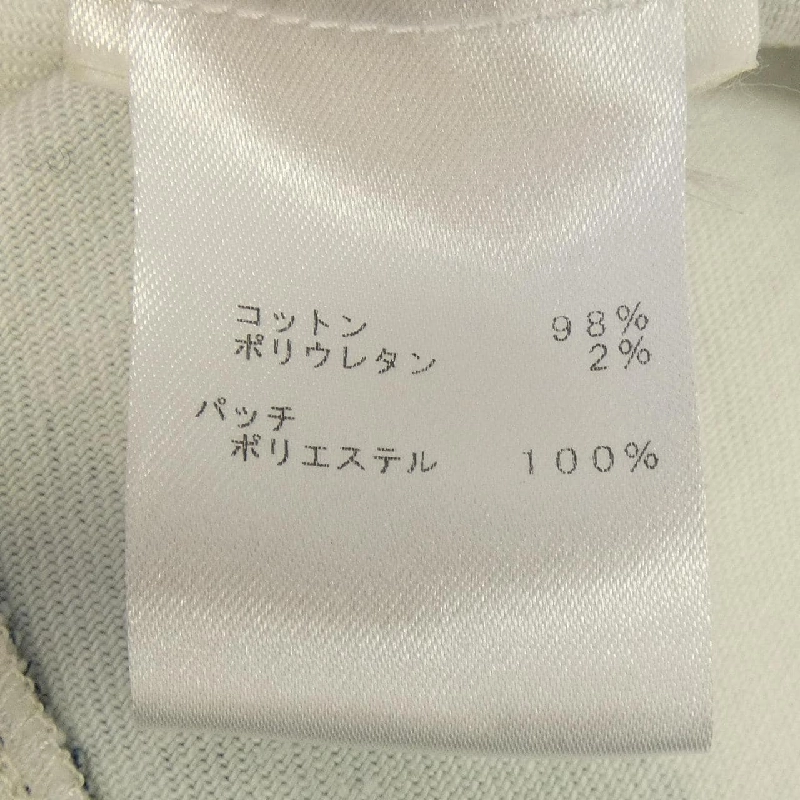 コットン 98%
ポリウレタン 2%
パッチ
ポリエステル 100%